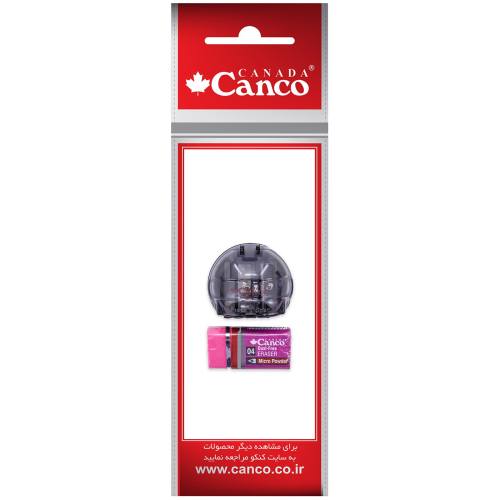 CANADA
Canco®
Canco
Dust-Free
04 ERASER
Micro Powder
برای مشاهده دیگر محصولات
به سایت کنکو مراجعه نمایید
www.canco.co.ir